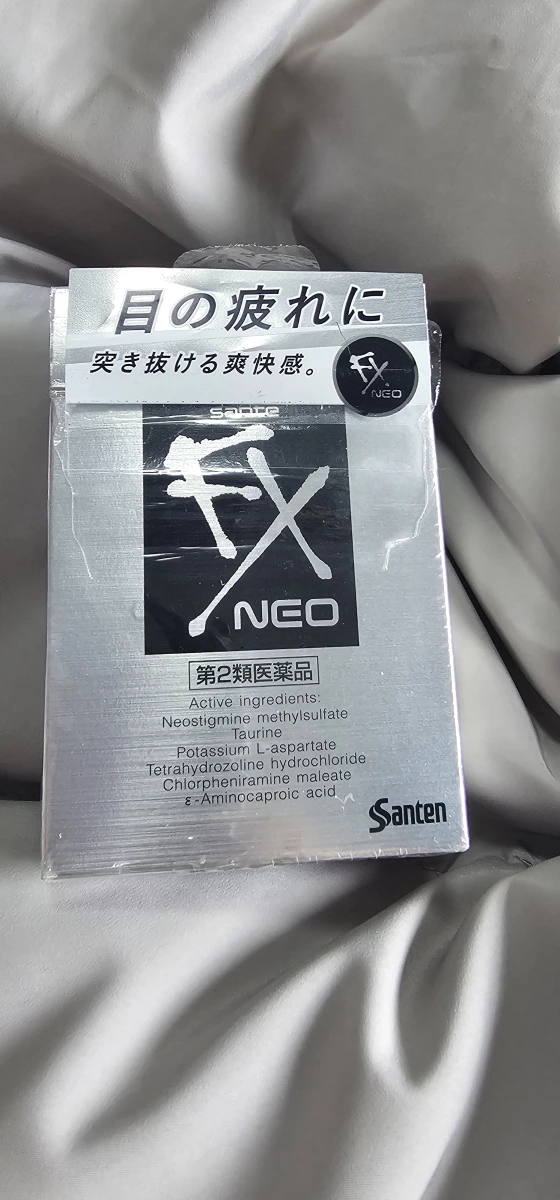 目の疲れに
突き抜ける爽快感。
FX
NEO
sante
FX
NEO
第2類医薬品
Active ingredients:
Neostigmine methylsulfate
Taurine
Potassium L-aspartate
Tetrahydrozoline hydrochloride
Chlorpheniramine maleate
ε-Aminocaproic acid
Santen